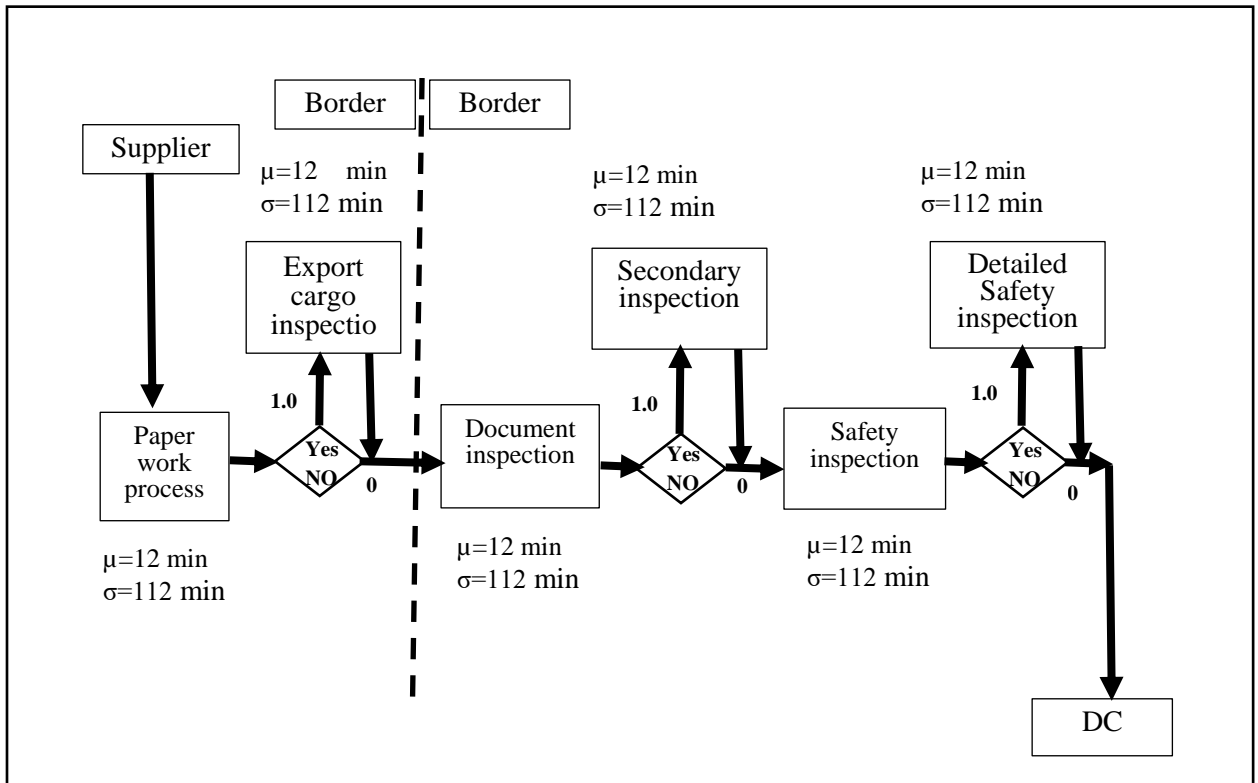 Border
Border
Supplier
µ=12 min
σ=112 min
µ=12 min
σ=112 min
µ=12 min
σ=112 min
Export
cargo
inspectio
Secondary
inspection
Detailed
Safety
inspection
1.0
1.0
1.0
Paper
work
process
Yes
NO
0
Document
inspection
Yes
NO
0
Safety
inspection
Yes
NO
0
µ=12 min
σ=112 min
µ=12 min
σ=112 min
µ=12 min
σ=112 min
DC